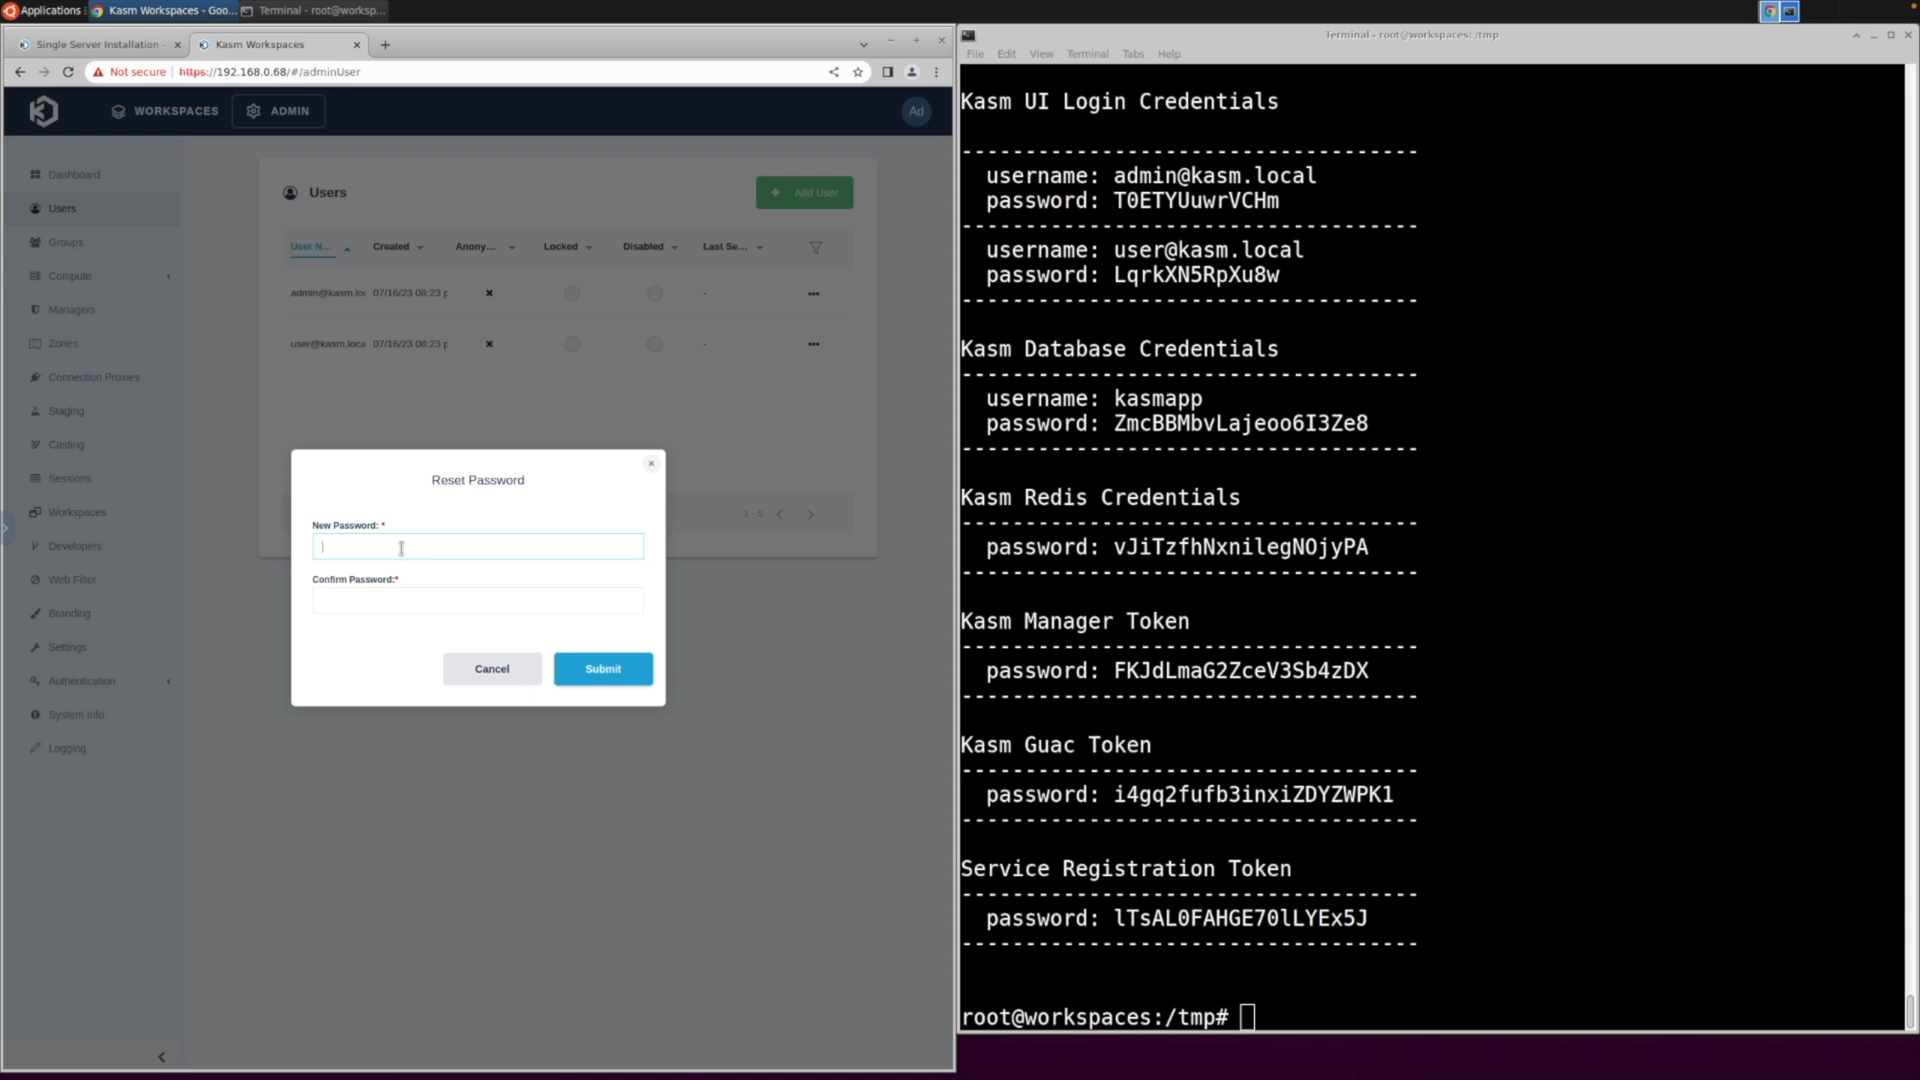 Applications
Kasm Workspaces - Goo...
Terminal - root@worksp...
Single Server Installation
Kasm Workspaces
Not secure
https://192.168.0.68/#/adminUser
WORKSPACES
ADMIN
Ad
Dashboard
Users
Groups
Compute
Managers
Zones
Connection Proxies
Staging
Casting
Sessions
Workspaces
Developers
Web Filter
Branding
Settings
Authentication
System Info
Logging
Users
+ Add User
User N...
Created
Anony...
Locked
Disabled
Last Se...
admin@kasm.loc 07/16/23 08:23 p -
user@kasm.loca 07/16/23 08:23 p -
1 - 5
Reset Password
New Password: *
Confirm Password:*
Cancel
Submit
Terminal - root@workspaces: /tmp
File Edit View Terminal Tabs Help
Kasm UI Login Credentials
-----------------------------------
username: admin@kasm.local
password: T0ETYUuwrVCHm
-----------------------------------
username: user@kasm.local
password: LqrkXN5RpXu8w
-----------------------------------
Kasm Database Credentials
-----------------------------------
username: kasmapp
password: ZmcBBMbvLajeoo6I3Ze8
-----------------------------------
Kasm Redis Credentials
-----------------------------------
password: vJiTzfhNxnilegNOjyPA
-----------------------------------
Kasm Manager Token
-----------------------------------
password: FKJdLmaG2ZceV3Sb4zDX
-----------------------------------
Kasm Guac Token
-----------------------------------
password: i4gq2fufb3inxiZDYZWPK1
-----------------------------------
Service Registration Token
-----------------------------------
password: lTsAL0FAHGE70lLYEx5J
-----------------------------------
root@workspaces:/tmp#